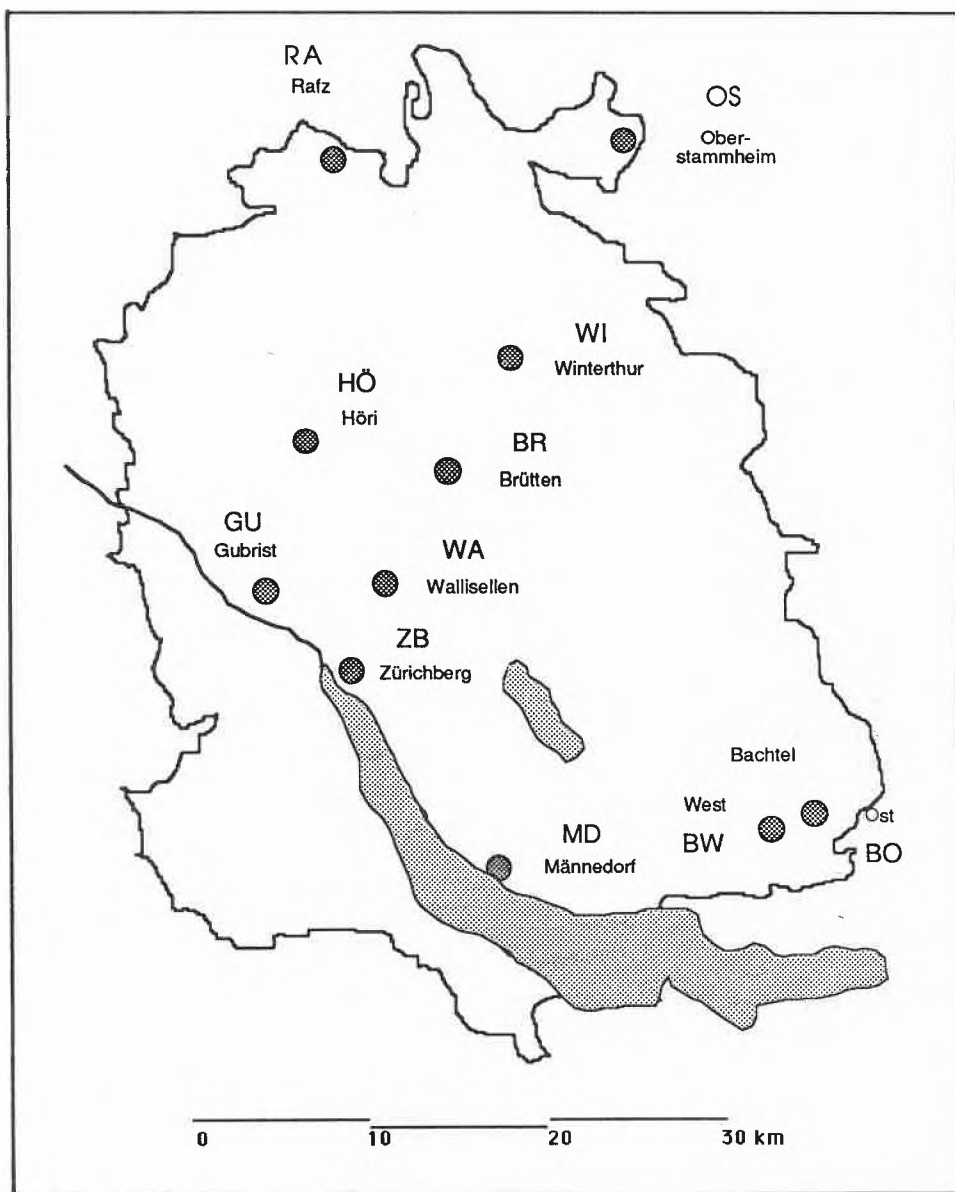 RA
Rafz
OS
Ober-
stammheim
WI
Winterthur
HÖ
Höri
BR
Brütten
GU
Gubrist
WA
Wallisellen
ZB
Zürichberg
Bachtel
West
BW
Ost
BO
MD
Männedorf
0 10 20 30 km